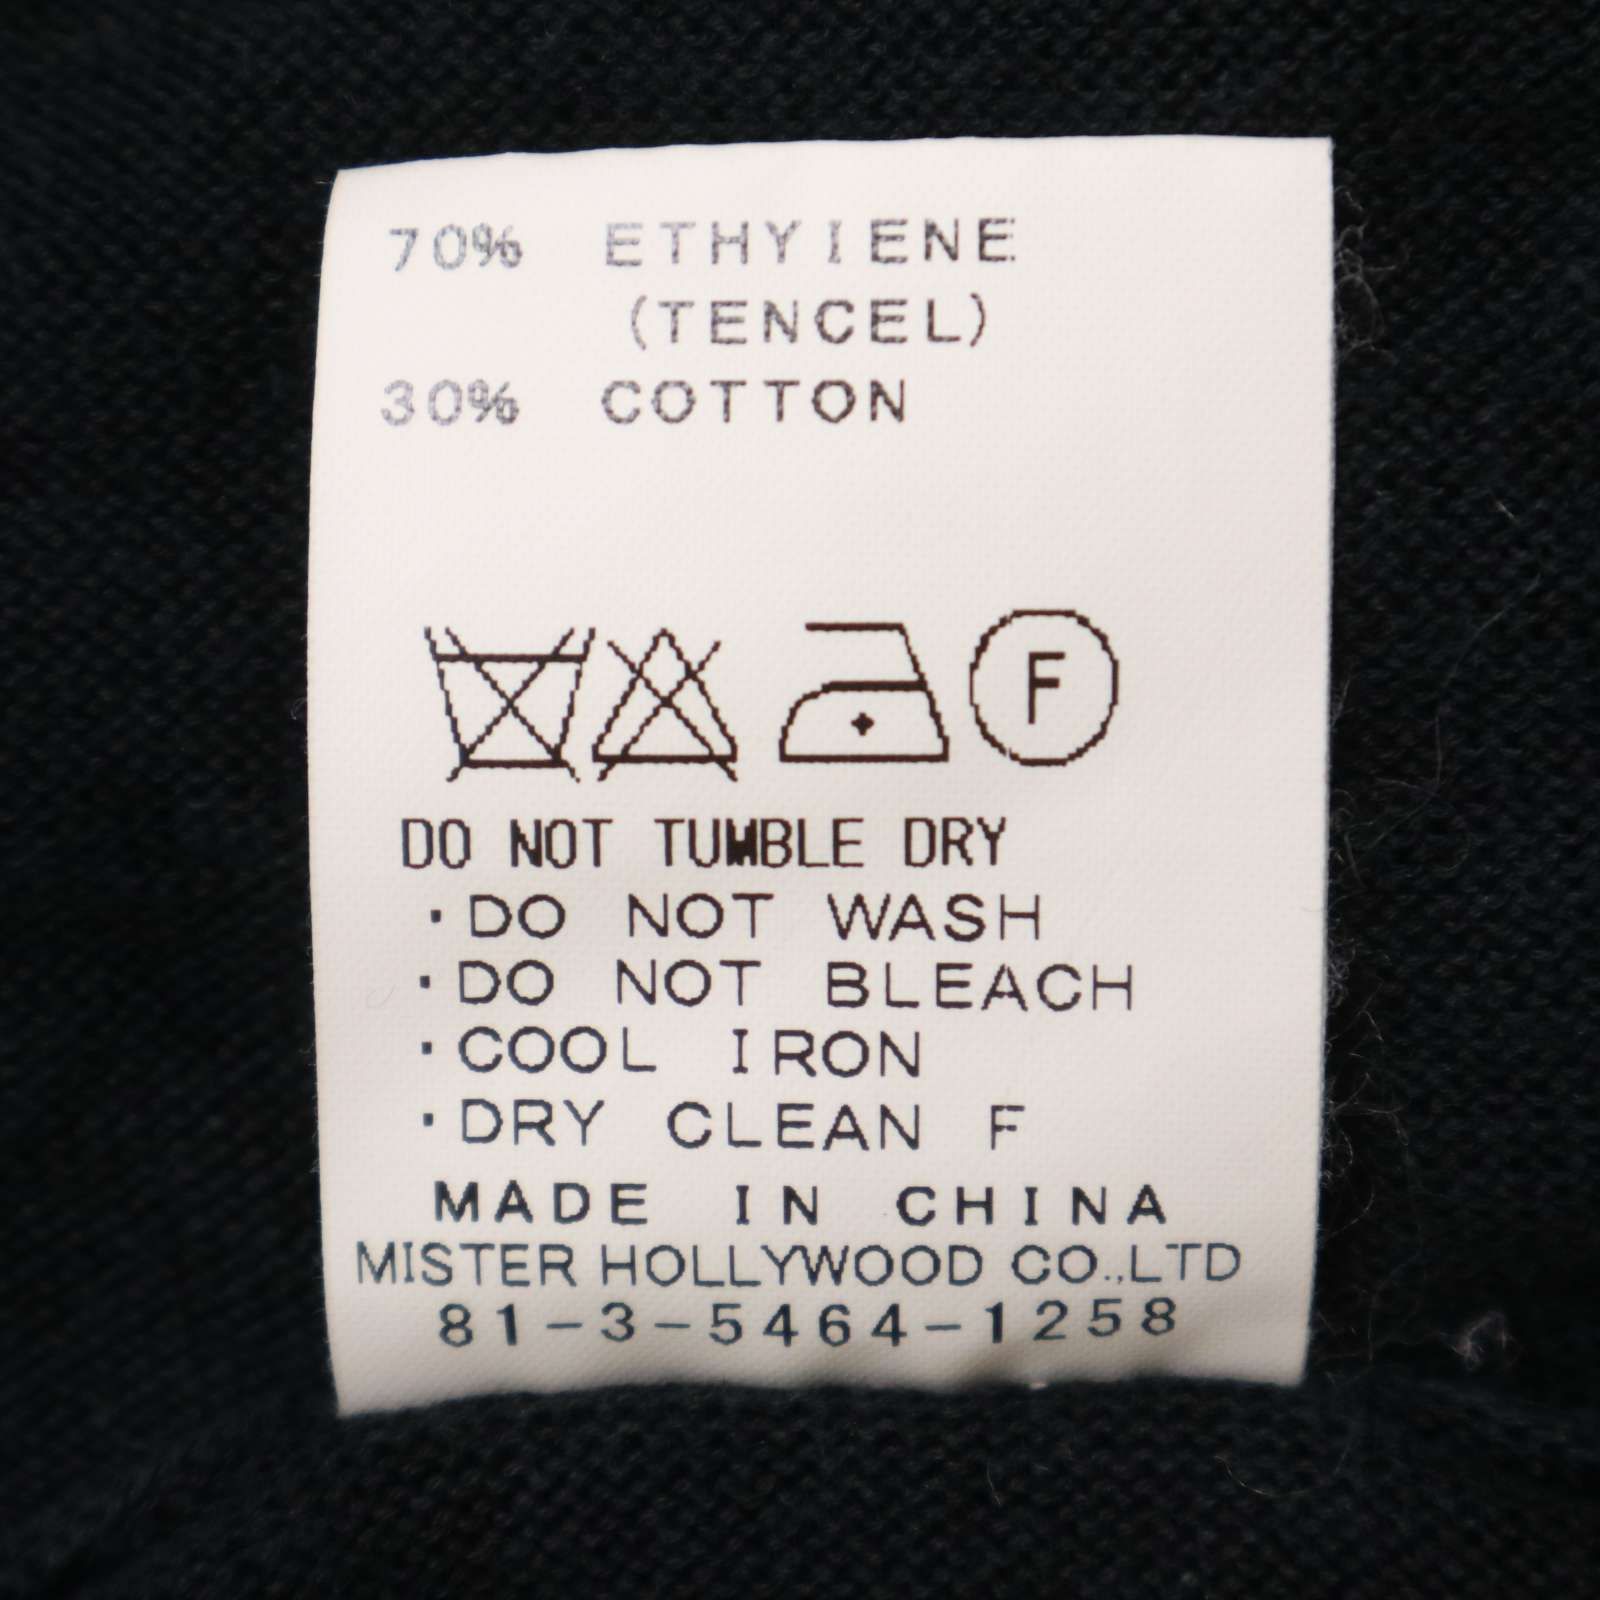 70% ETHYIENE
(TENCEL)
30% COTTON
F
DO NOT TUMBLE DRY
・DO NOT WASH
・DO NOT BLEACH
・COOL IRON
・DRY CLEAN F
MADE IN CHINA
MISTER HOLLYWOOD CO.,LTD
81-3-5464-1258